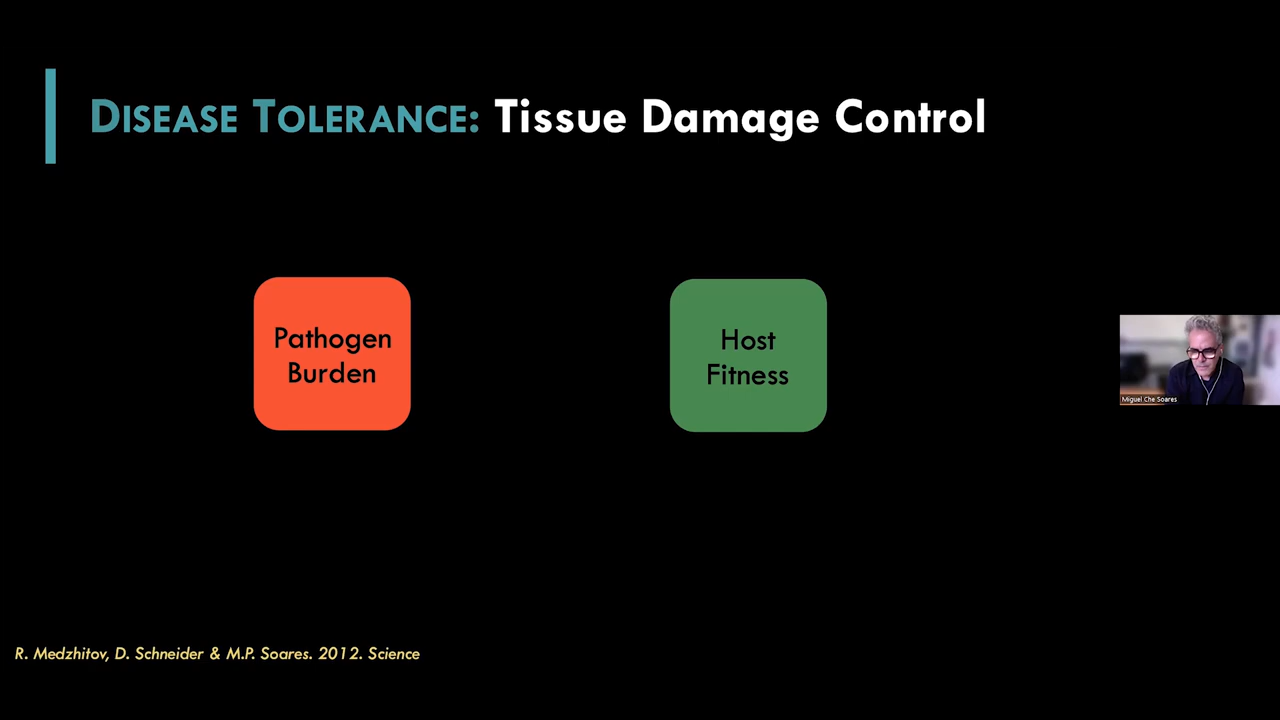 DISEASE TOLERANCE: Tissue Damage Control
Pathogen
Burden
Host
Fitness
Miguel Che Soares
R. Medzhitov, D. Schneider & M.P. Soares. 2012. Science